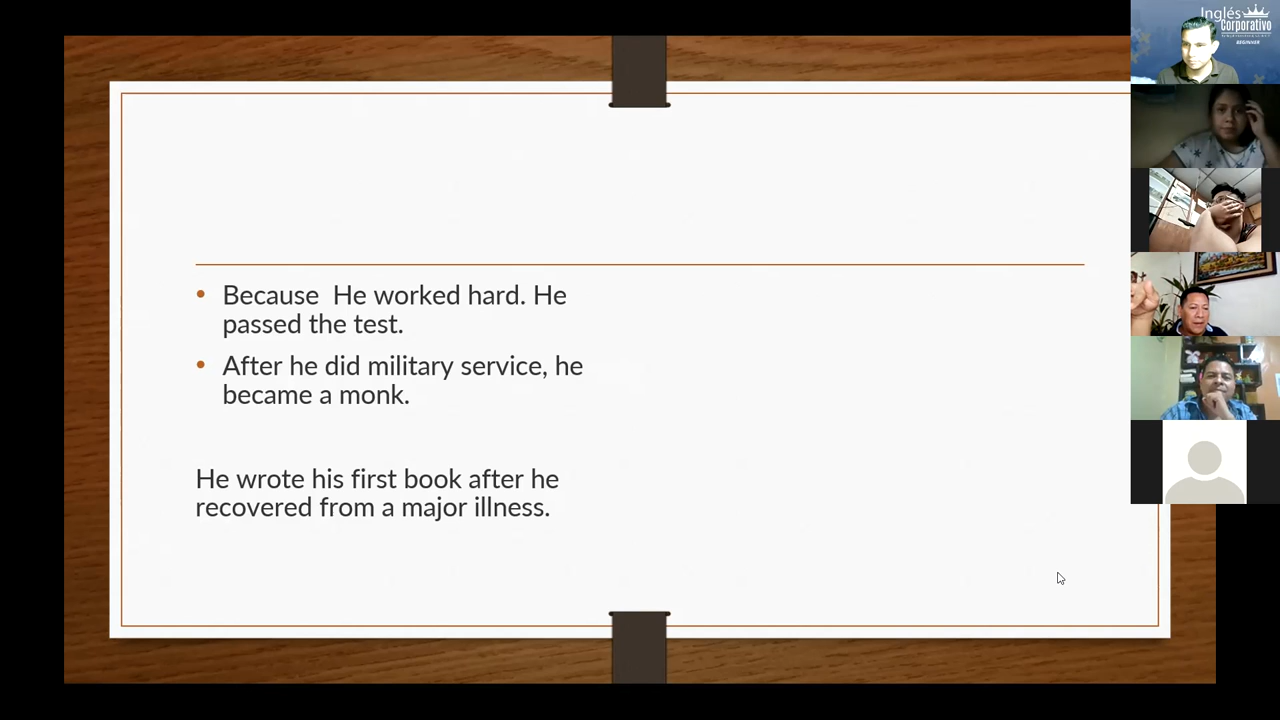 Inglés
Corporativo
BEGINNER
• Because  He worked hard. He
passed the test.
• After he did military service, he
became a monk.
He wrote his first book after he
recovered from a major illness.